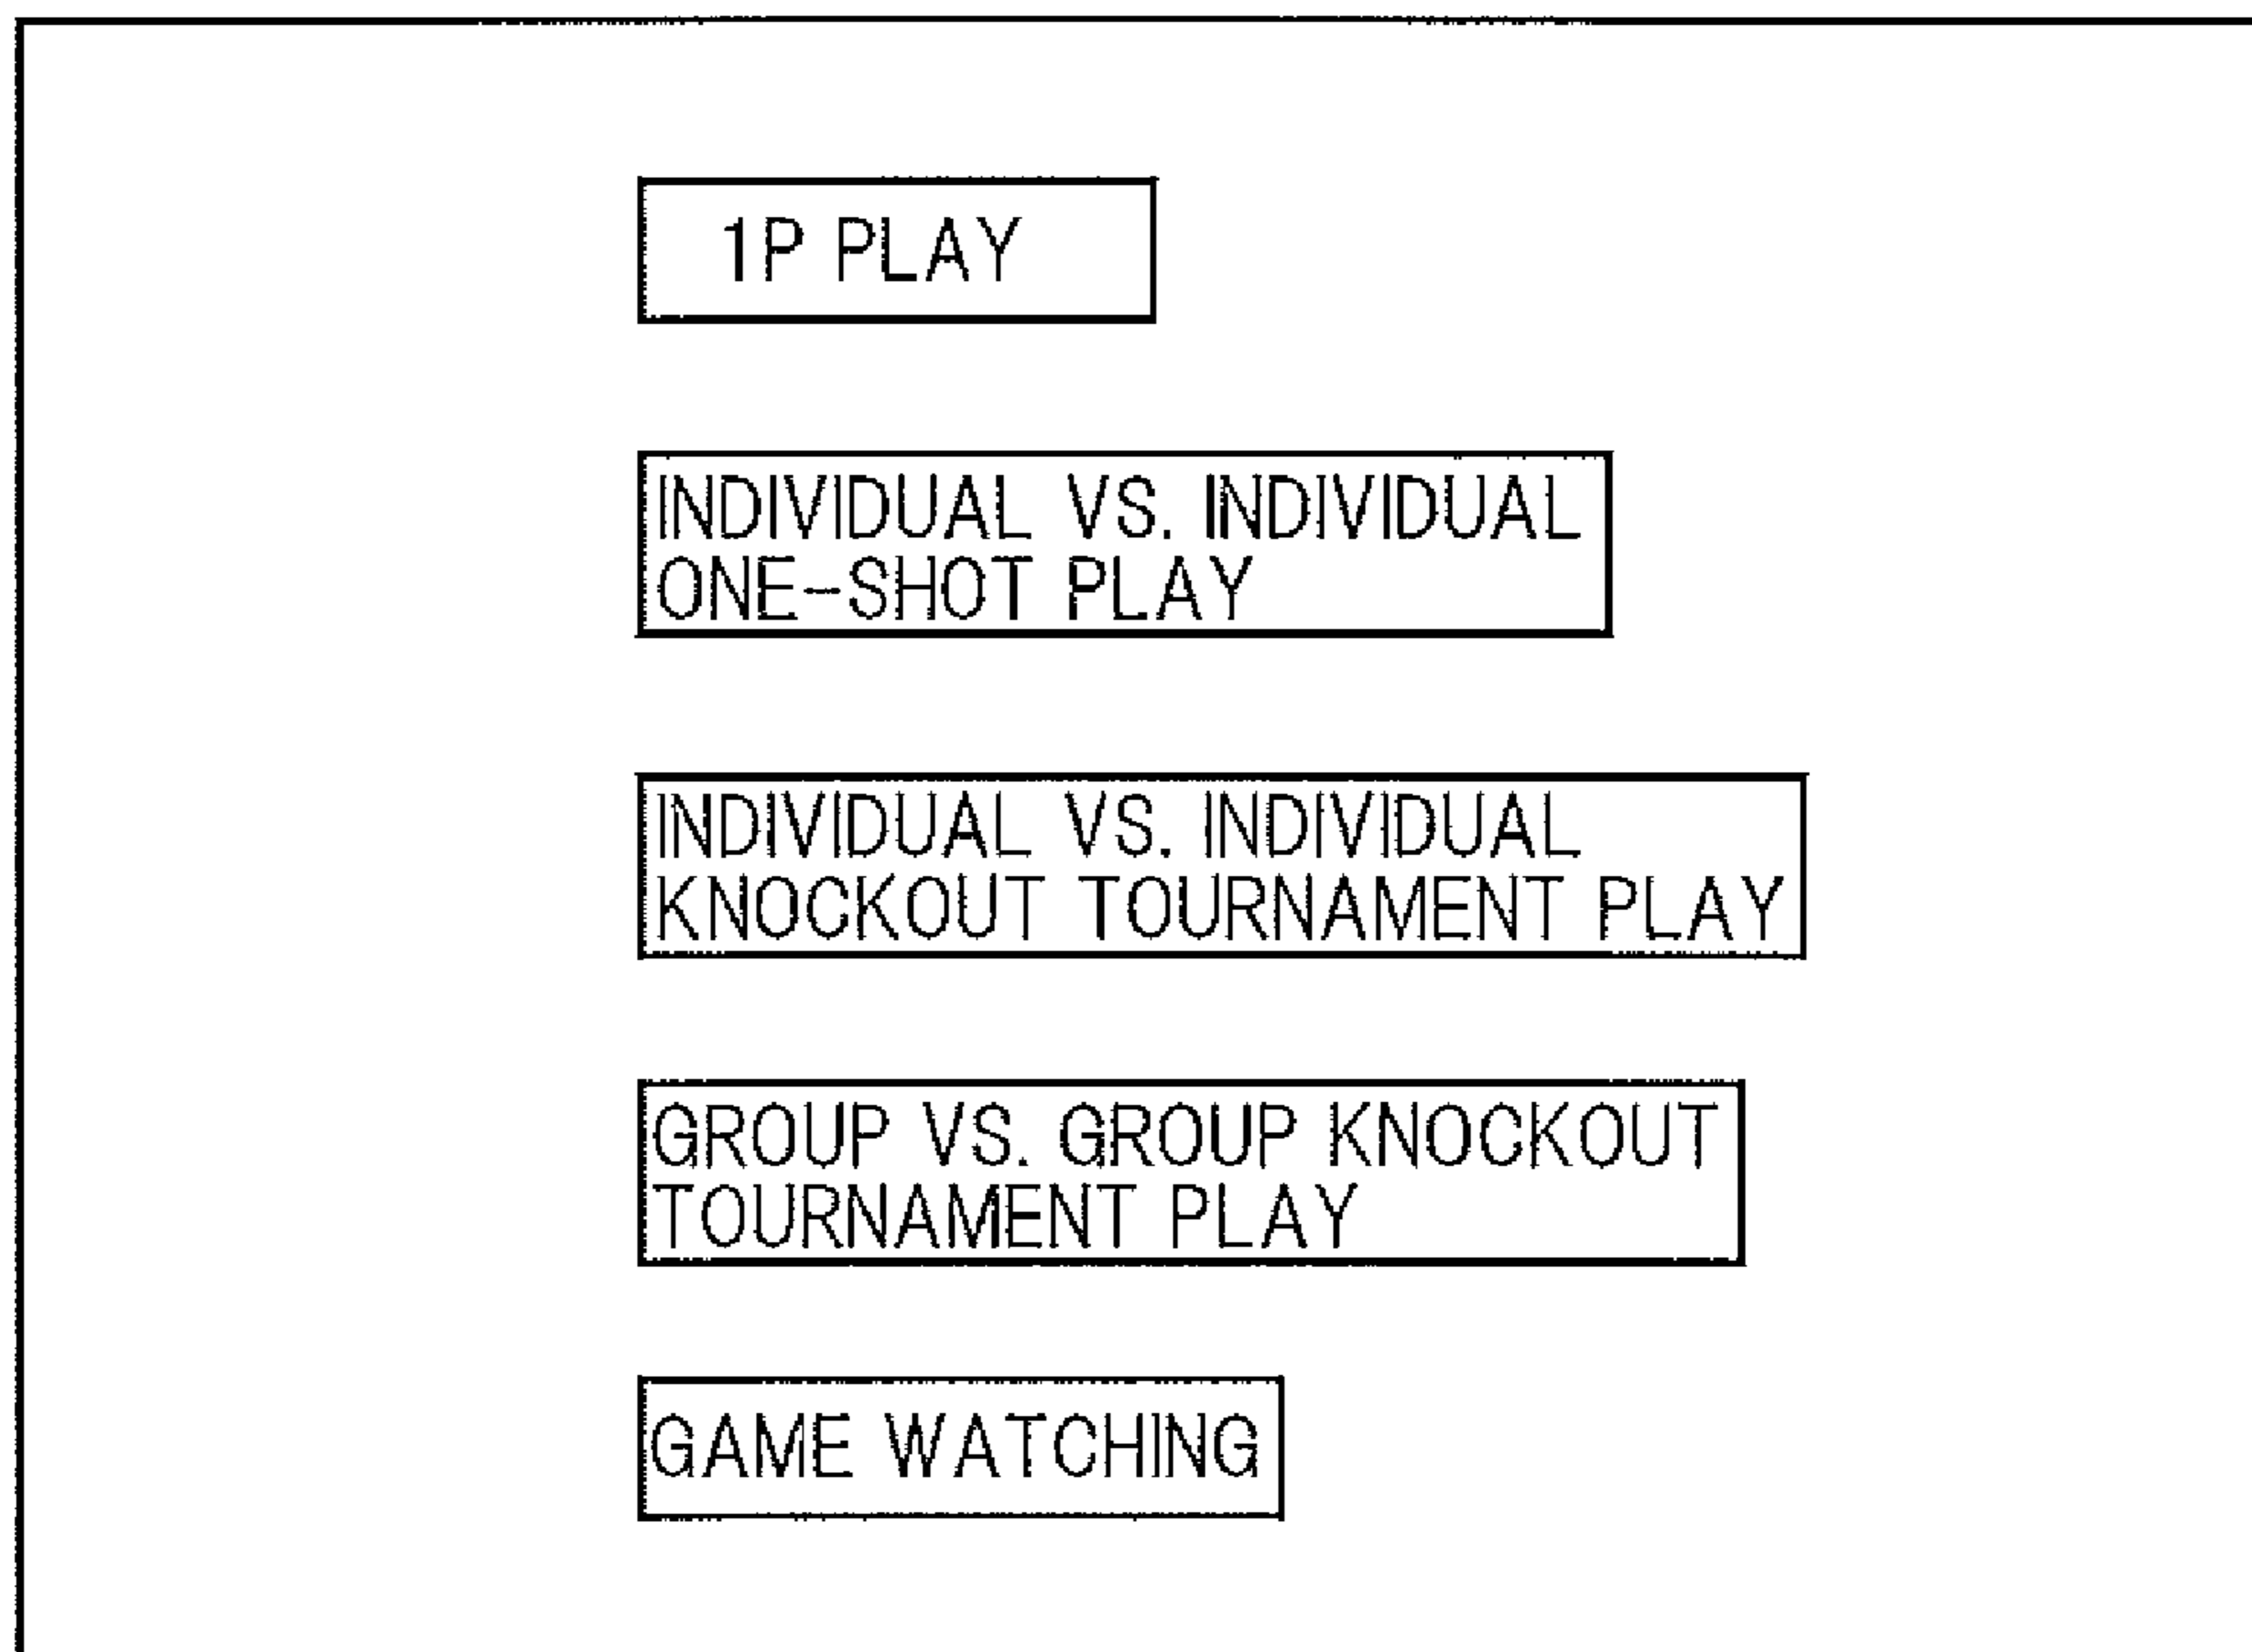 1P PLAY
INDIVIDUAL VS. INDIVIDUAL
ONE-SHOT PLAY
INDIVIDUAL VS. INDIVIDUAL
KNOCKOUT TOURNAMENT PLAY
GROUP VS. GROUP KNOCKOUT
TOURNAMENT PLAY
GAME WATCHING